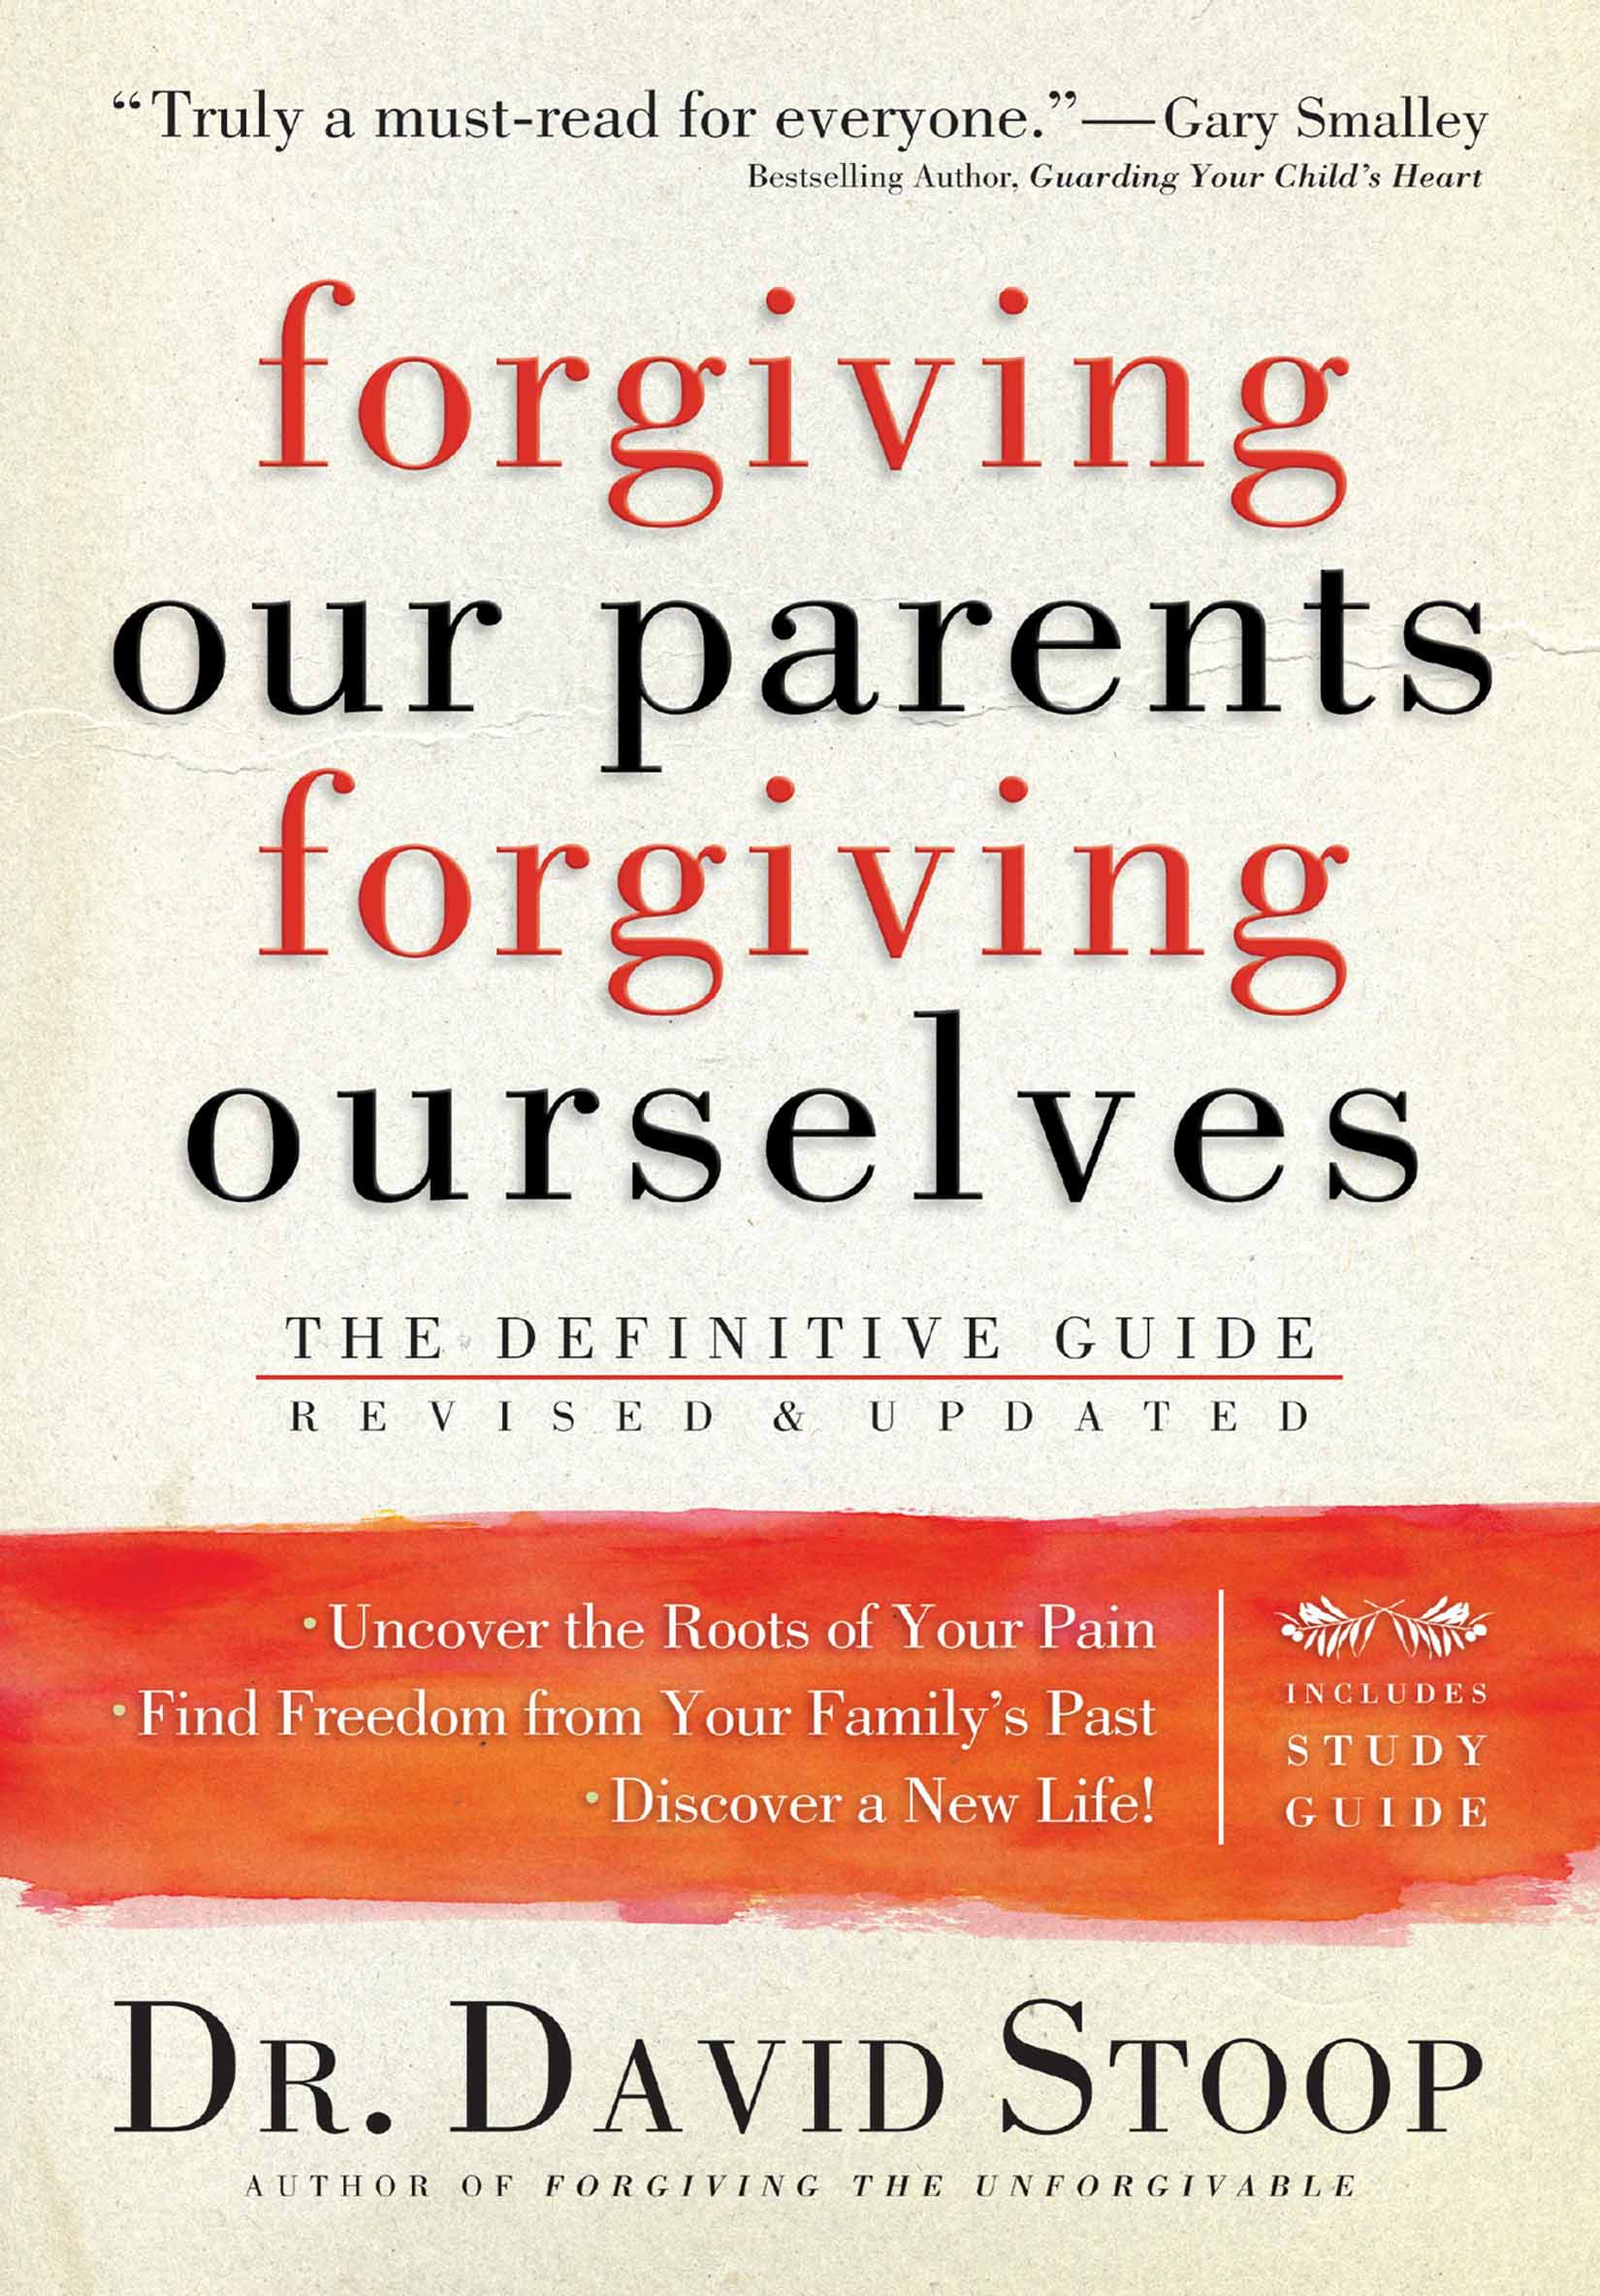 “Truly a must-read for everyone.”—Gary Smalley
Bestselling Author, Guarding Your Child’s Heart
forgiving
our parents
forgiving
ourselves
THE DEFINITIVE GUIDE
REVISED & UPDATED
• Uncover the Roots of Your Pain
• Find Freedom from Your Family’s Past
• Discover a New Life!
INCLUDES
STUDY
GUIDE
DR. DAVID STOOP
AUTHOR OF FORGIVING THE UNFORGIVABLE